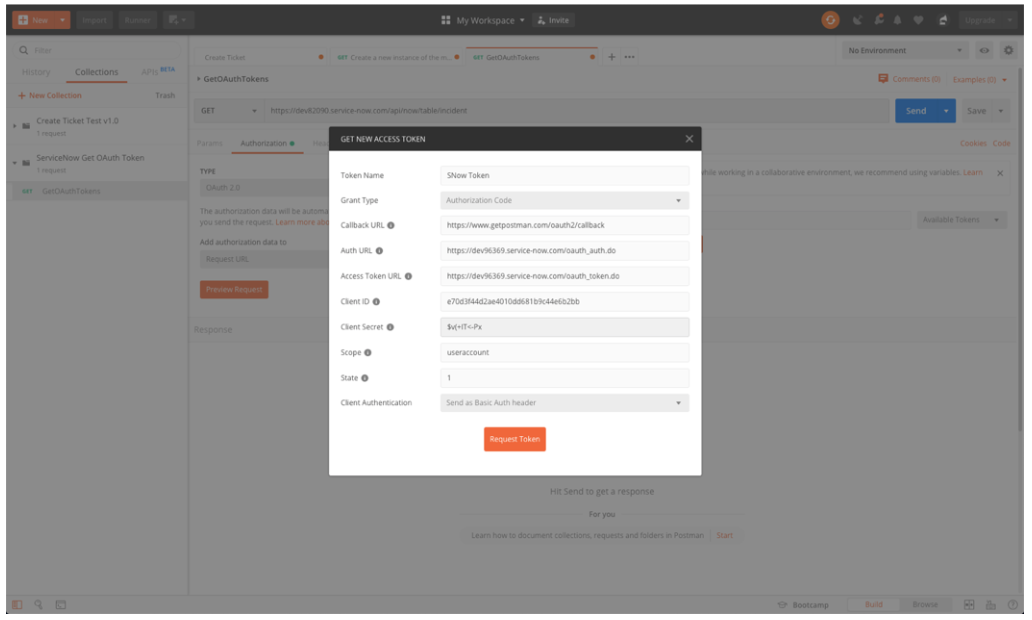 New Import Runner My Workspace Invite Upgrade
Filter
History Collections APIs BETA
+ New Collection Trash
Create Ticket Test v1.0
1 request
ServiceNow Get OAuth Token
1 request
GET GetOAuthTokens
Create Ticket GET Create a new instance of the m... GET GetOAuthTokens + ••• No Environment
GetOAuthTokens Comments (0) Examples (0)
GET https://dev82090.service-now.com/api/now/table/incident Send Save
Params Authorization Cookies Code
TYPE
OAuth 2.0
The authorization data will be automa
you send the request. Learn more abo
Add authorization data to
Request URL
Preview Request
while working in a collaborative environment, we recommend using variables. Learn
Available Tokens
Response
GET NEW ACCESS TOKEN
Token Name SNow Token
Grant Type Authorization Code
Callback URL https://www.getpostman.com/oauth2/callback
Auth URL https://dev96369.service-now.com/oauth_auth.do
Access Token URL https://dev96369.service-now.com/oauth_token.do
Client ID e70d3f44d2ae4010dd681b9c44e6b2bb
Client Secret $v(+IT<-Px
Scope useraccount
State 1
Client Authentication Send as Basic Auth header
Request Token
Hit Send to get a response
For you
Learn how to document collections, requests and folders in Postman Start
Bootcamp Build Browse